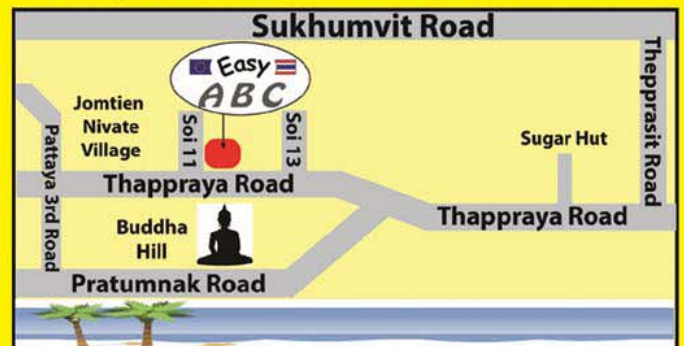 Sukhumvit Road
Easy
ABC
Thepprasit Road
Jomtien
Nivate
Village
Soi 11
Soi 13
Pattaya 3rd Road
Sugar Hut
Thappraya Road
Thappraya Road
Buddha
Hill
Pratumnak Road